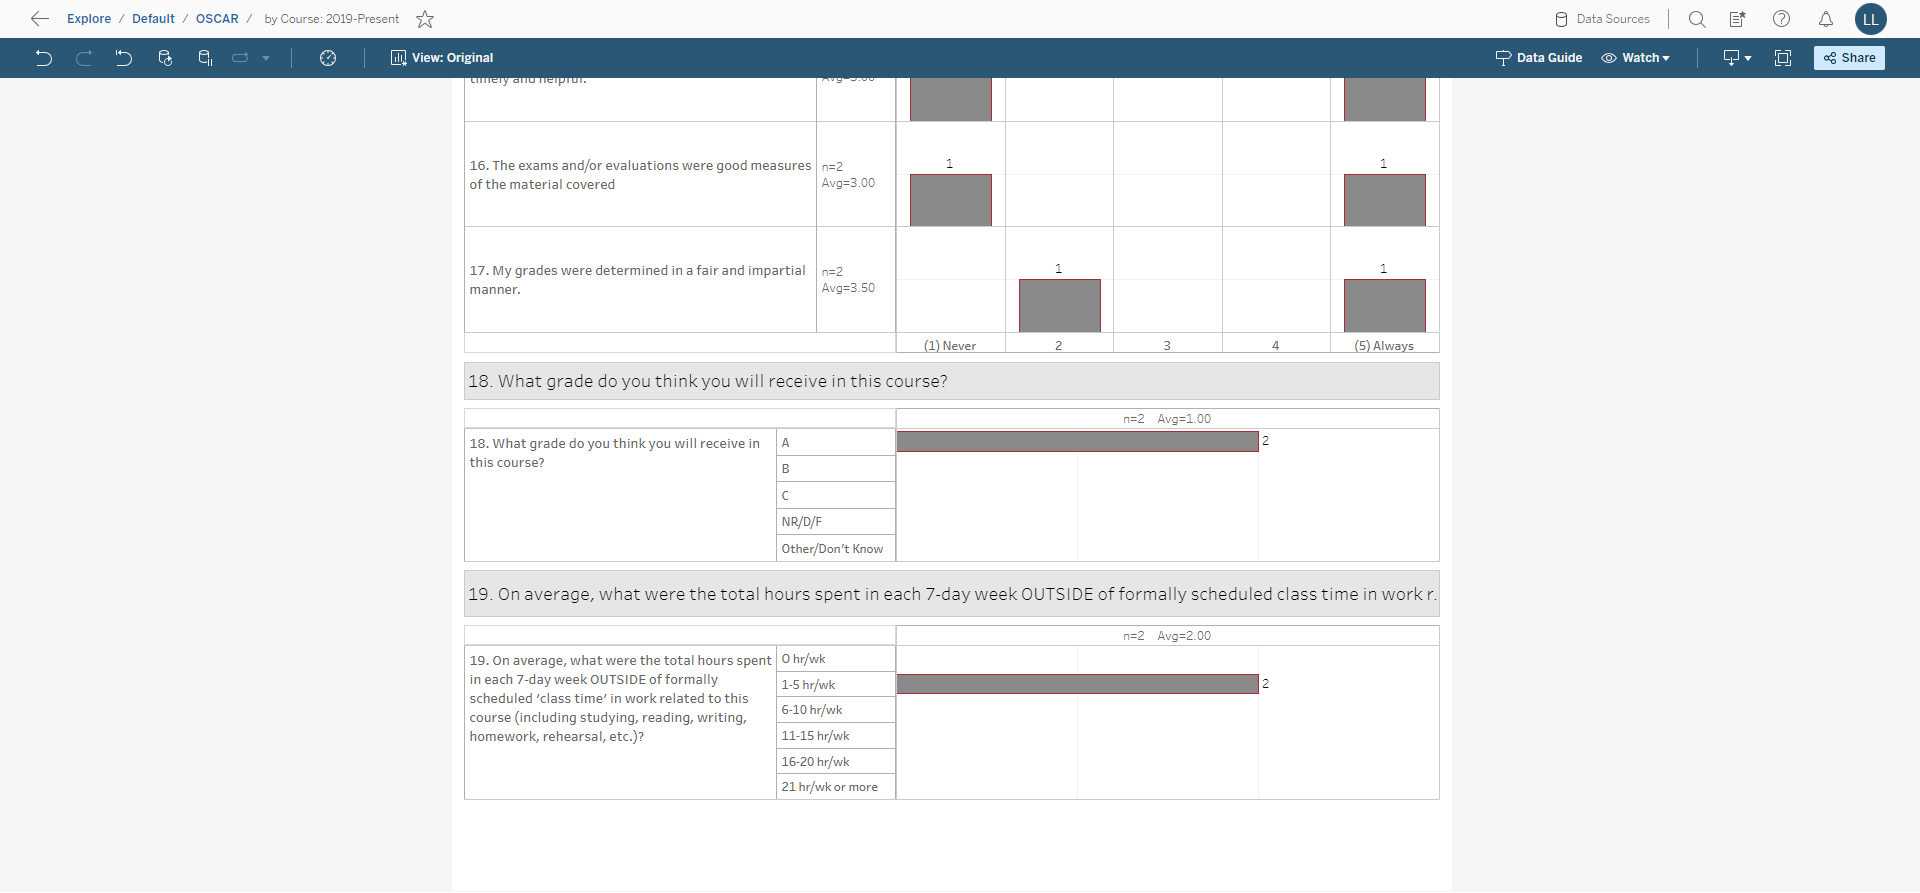 Explore / Default / OSCAR / by Course: 2019-Present
Data Sources
LL
View: Original
Data Guide
Watch
Share
timely and helpful.
Avg=3.00
16. The exams and/or evaluations were good measures
of the material covered
n=2
Avg=3.00
1
1
17. My grades were determined in a fair and impartial
manner.
n=2
Avg=3.50
1
1
(1) Never 2 3 4 (5) Always
18. What grade do you think you will receive in this course?
n=2 Avg=1.00
18. What grade do you think you will receive in
this course?
A
2
B
C
NR/D/F
Other/Don't Know
19. On average, what were the total hours spent in each 7-day week OUTSIDE of formally scheduled class time in work r.
n=2 Avg=2.00
19. On average, what were the total hours spent
in each 7-day week OUTSIDE of formally
scheduled ‘class time’ in work related to this
course (including studying, reading, writing,
homework, rehearsal, etc.)?
0 hr/wk
1-5 hr/wk
2
6-10 hr/wk
11-15 hr/wk
16-20 hr/wk
21 hr/wk or more